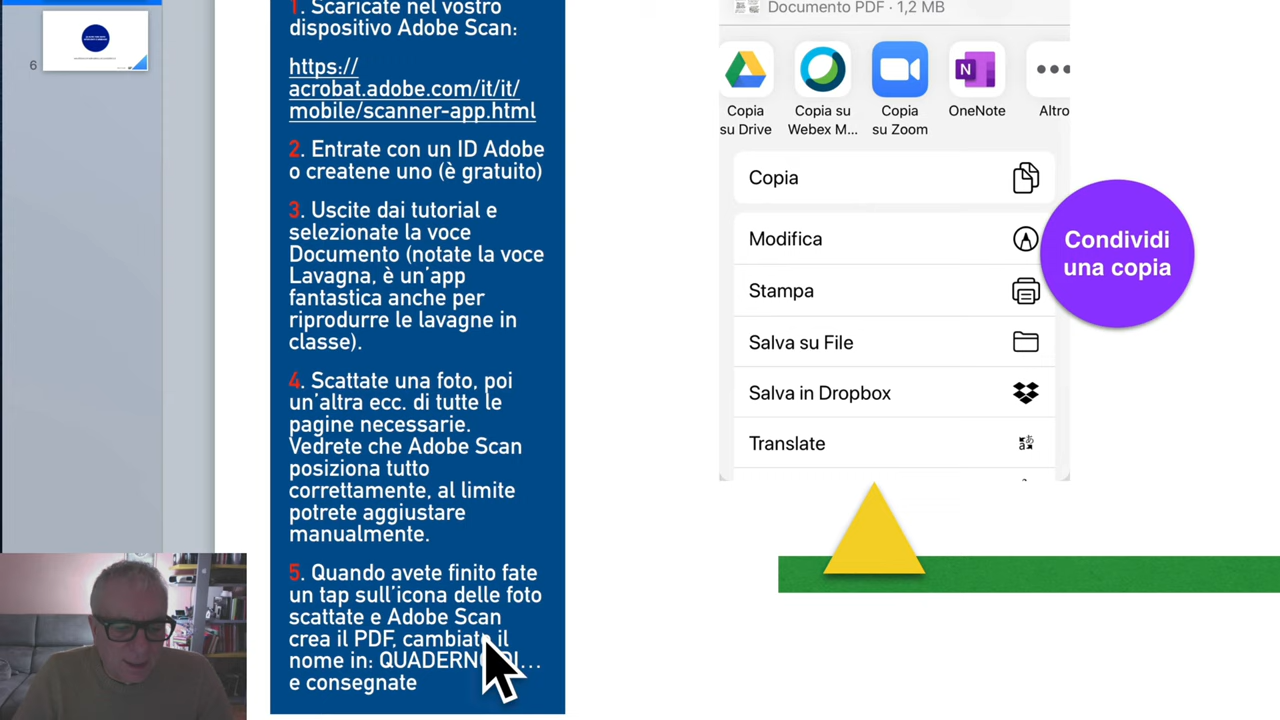 6
1. Scaricate nel vostro
dispositivo Adobe Scan:
https://
acrobat.adobe.com/it/it/
mobile/scanner-app.html
2. Entrate con un ID Adobe
o createne uno (è gratuito)
3. Uscite dai tutorial e
selezionate la voce
Documento (notate la voce
Lavagna, è un'app
fantastica anche per
riprodurre le lavagne in
classe).
4. Scattate una foto, poi
un'altra ecc. di tutte le
pagine necessarie.
Vedrete che Adobe Scan
posiziona tutto
correttamente, al limite
potrete aggiustare
manualmente.
5. Quando avete finito fate
un tap sull'icona delle foto
scattate e Adobe Scan
crea il PDF, cambiate il
nome in: QUADERNO DI...
e consegnate
Documento PDF · 1,2 MB
Copia
su Drive
Copia su
Webex M...
Copia
su Zoom
OneNote
Altro
Copia
Modifica
Stampa
Salva su File
Salva in Dropbox
Translate
Condividi
una copia